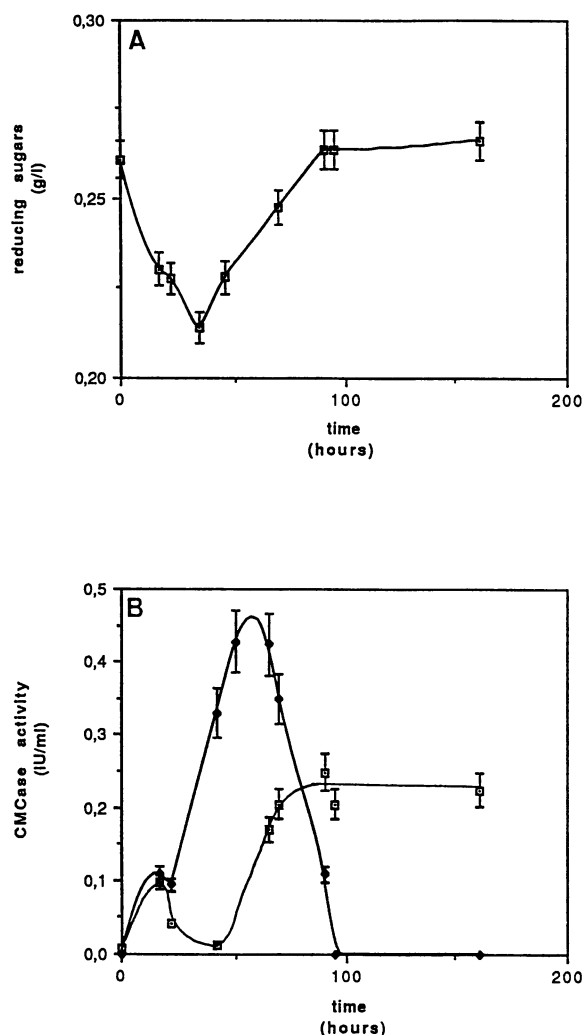 A
0,30
0,25
0,20
reducing sugars
(g/l)
0
100
200
time
(hours)
B
0,5
0,4
0,3
0,2
0,1
0,0
CMCase activity
(IU/ml)
0
100
200
time
(hours)